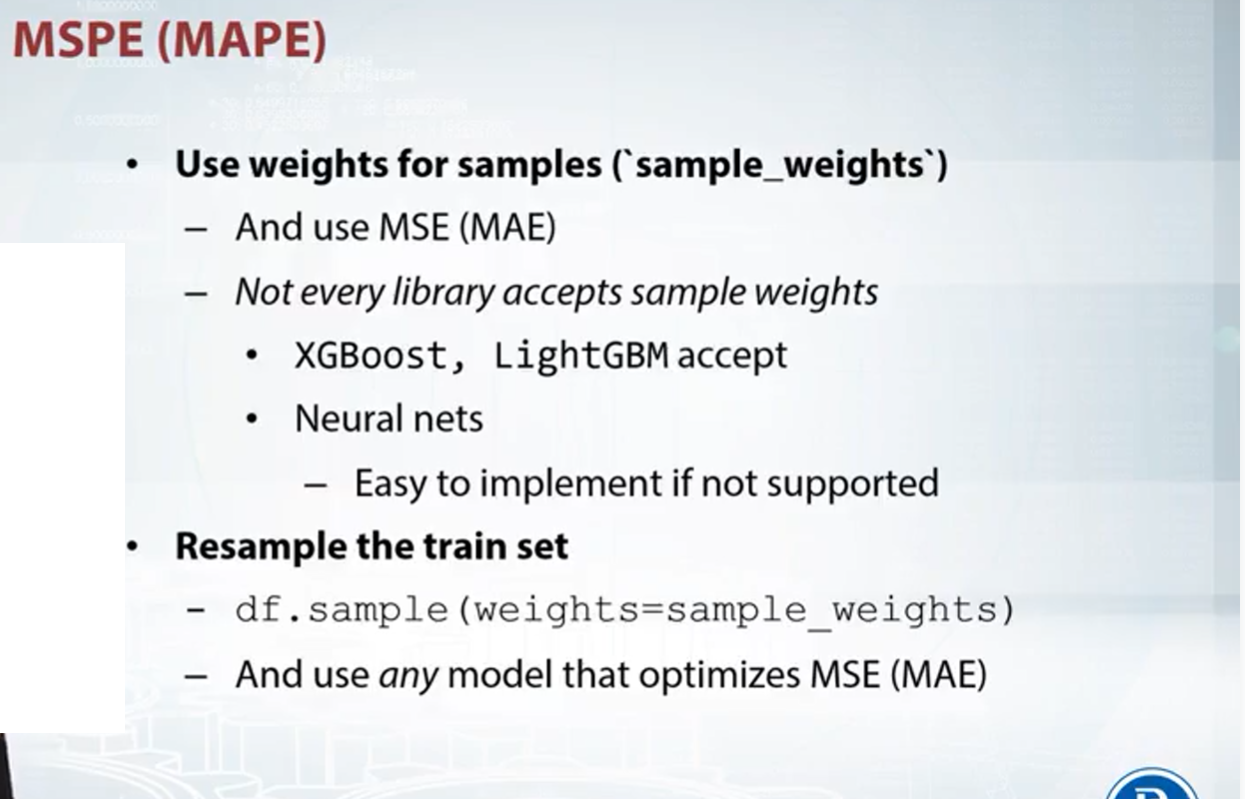 MSPE (MAPE)
• Use weights for samples (`sample_weights`)
– And use MSE (MAE)
– Not every library accepts sample weights
• XGBoost, LightGBM accept
• Neural nets
– Easy to implement if not supported
• Resample the train set
– df.sample(weights=sample_weights)
– And use any model that optimizes MSE (MAE)